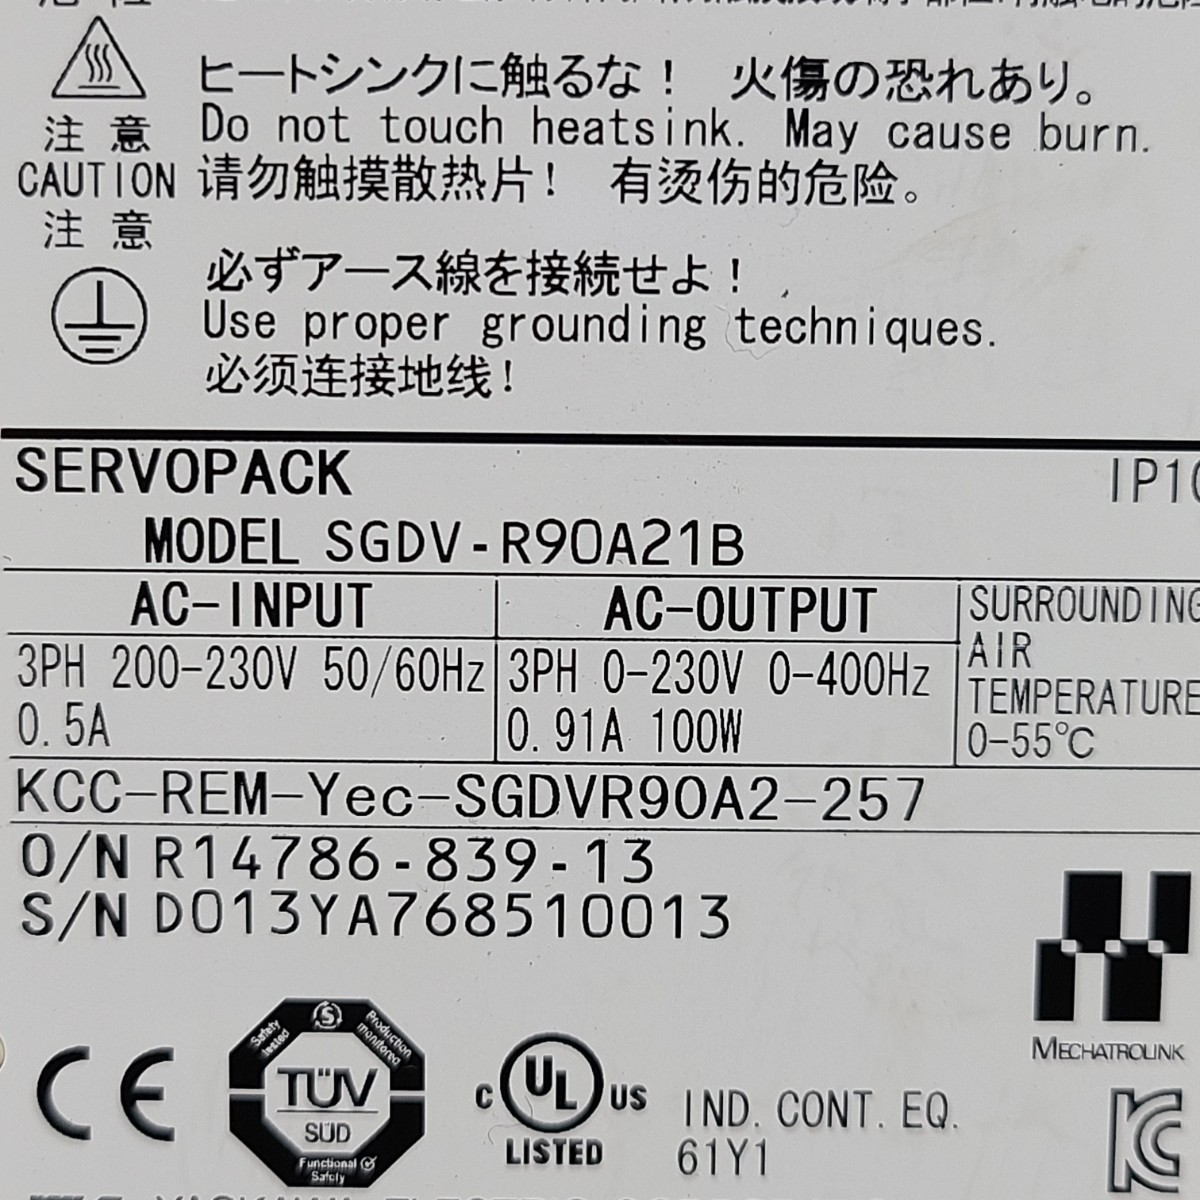 ヒートシンクに触るな！ 火傷の恐れあり。
注 意 Do not touch heatsink. May cause burn.
CAUTION 请勿触摸散热片！ 有烫伤的危险。
注 意
必ずアース線を接続せよ！
Use proper grounding techniques.
必须连接地线！
SERVOPACK
MODEL SGDV-R90A21B
AC-INPUT AC-OUTPUT SURROUNDING
AIR
TEMPERATURE
0-55℃
3PH 200-230V 50/60Hz 3PH 0-230V 0-400Hz
0.5A 0.91A 100W
KCC-REM-Yec-SGDVR90A2-257
O/N R14786-839-13
S/N D013YA768510013
MECHATROLINK
CE
Safety tested
S
Production monitored
TÜV
SÜD
Functional Safety
C UL US
LISTED
IND. CONT. EQ.
61Y1
KC